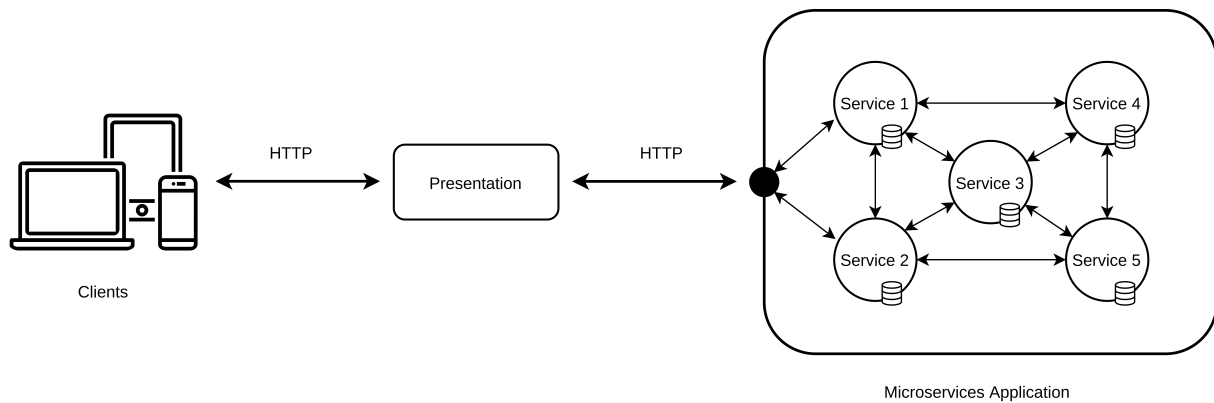 HTTP
HTTP
Service 1
Service 4
Presentation
Service 3
Service 2
Service 5
Clients
Microservices Application